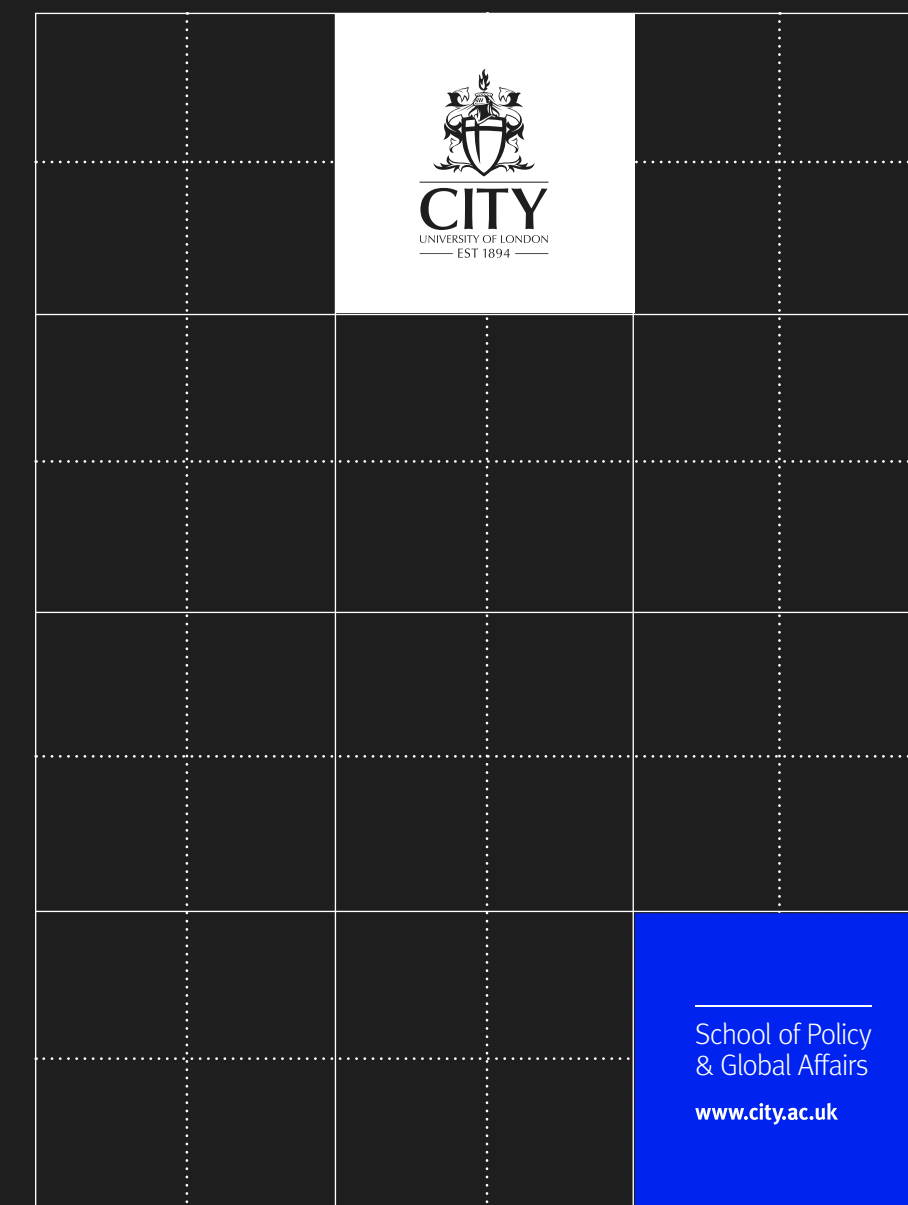 CITY
UNIVERSITY OF LONDON
EST 1894
School of Policy
& Global Affairs
www.city.ac.uk